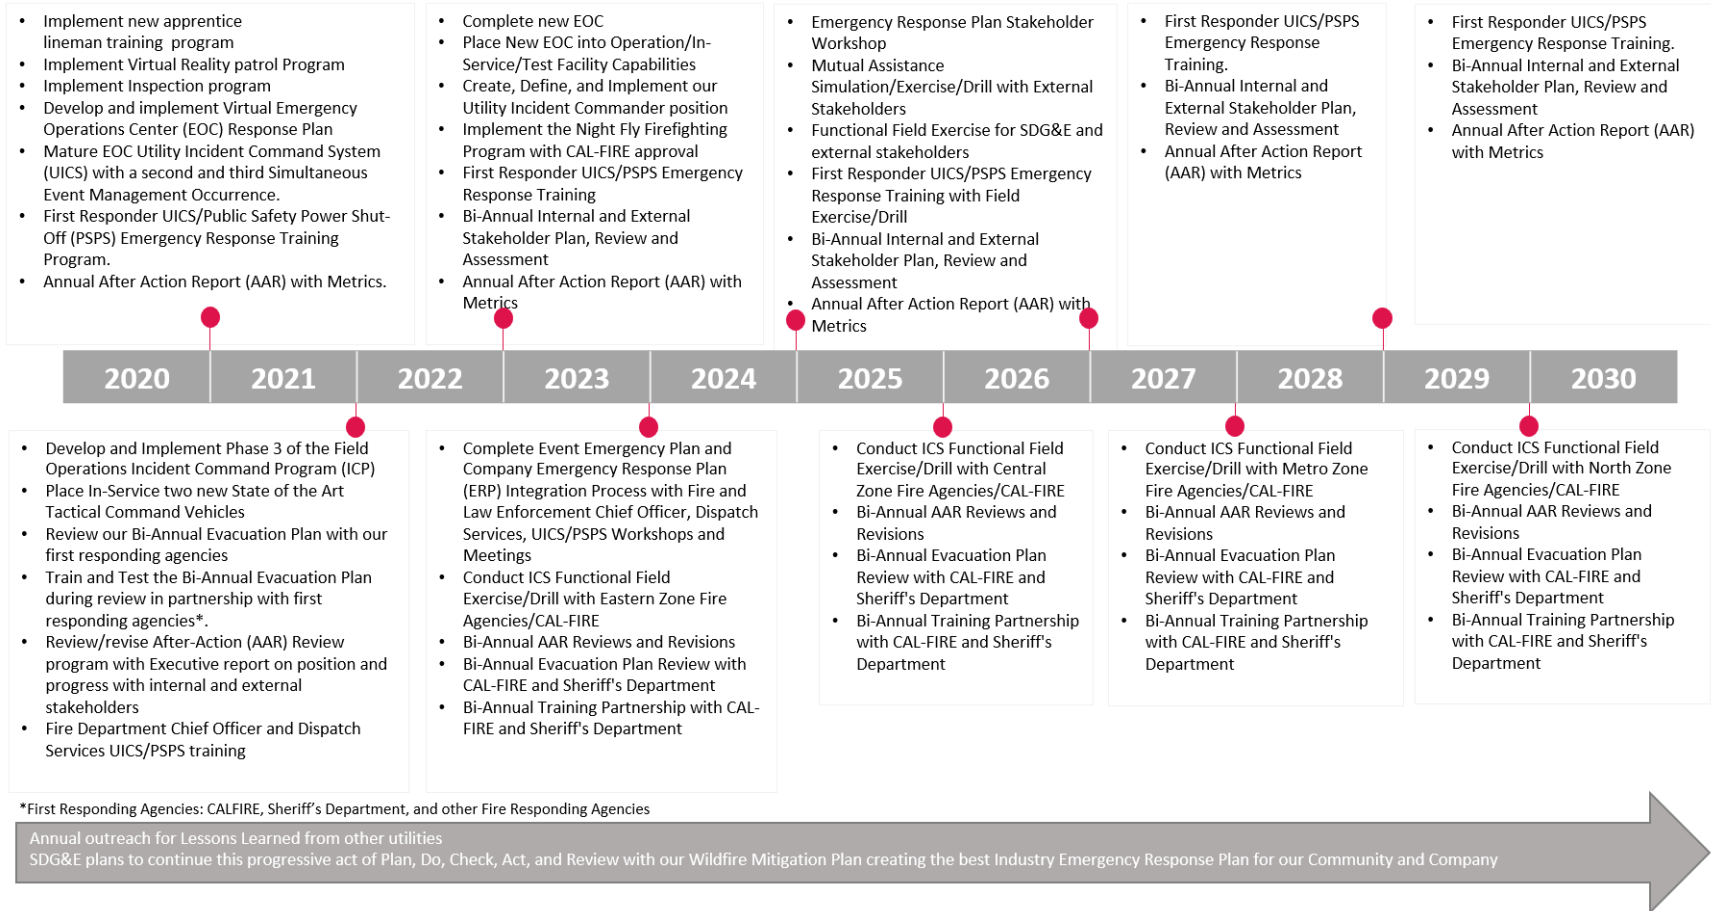 • Implement new apprentice
lineman training program
• Implement Virtual Reality patrol Program
• Implement Inspection program
• Develop and implement Virtual Emergency
Operations Center (EOC) Response Plan
• Mature EOC Utility Incident Command System
(UICS) with a second and third Simultaneous
Event Management Occurrence.
• First Responder UICS/Public Safety Power Shut-
Off (PSPS) Emergency Response Training
Program.
• Annual After Action Report (AAR) with Metrics.
• Complete new EOC
• Place New EOC into Operation/In-
Service/Test Facility Capabilities
• Create, Define, and Implement our
Utility Incident Commander position
• Implement the Night Fly Firefighting
Program with CAL-FIRE approval
• First Responder UICS/PSPS Emergency
Response Training
• Bi-Annual Internal and External
Stakeholder Plan, Review and
Assessment
• Annual After Action Report (AAR) with
Metrics
• Emergency Response Plan Stakeholder
Workshop
• Mutual Assistance
Simulation/Exercise/Drill with External
Stakeholders
• Functional Field Exercise for SDG&E and
external stakeholders
• First Responder UICS/PSPS Emergency
Response Training with Field
Exercise/Drill
• Bi-Annual Internal and External
Stakeholder Plan, Review and
Assessment
• Annual After Action Report (AAR) with
Metrics
• First Responder UICS/PSPS
Emergency Response
Training.
• Bi-Annual Internal and
External Stakeholder Plan,
Review and Assessment
• Annual After Action Report
(AAR) with Metrics
• First Responder UICS/PSPS
Emergency Response Training.
• Bi-Annual Internal and External
Stakeholder Plan, Review and
Assessment
• Annual After Action Report (AAR)
with Metrics
2020 2021 2022 2023 2024 2025 2026 2027 2028 2029 2030
• Develop and Implement Phase 3 of the Field
Operations Incident Command Program (ICP)
• Place In-Service two new State of the Art
Tactical Command Vehicles
• Review our Bi-Annual Evacuation Plan with our
first responding agencies
• Train and Test the Bi-Annual Evacuation Plan
during review in partnership with first
responding agencies*.
• Review/revise After-Action (AAR) Review
program with Executive report on position and
progress with internal and external
stakeholders
• Fire Department Chief Officer and Dispatch
Services UICS/PSPS training
• Complete Event Emergency Plan and
Company Emergency Response Plan
(ERP) Integration Process with Fire and
Law Enforcement Chief Officer, Dispatch
Services, UICS/PSPS Workshops and
Meetings
• Conduct ICS Functional Field
Exercise/Drill with Eastern Zone Fire
Agencies/CAL-FIRE
• Bi-Annual AAR Reviews and Revisions
• Bi-Annual Evacuation Plan Review with
CAL-FIRE and Sheriff's Department
• Bi-Annual Training Partnership with CAL-
FIRE and Sheriff's Department
• Conduct ICS Functional Field
Exercise/Drill with Central
Zone Fire Agencies/CAL-FIRE
• Bi-Annual AAR Reviews and
Revisions
• Bi-Annual Evacuation Plan
Review with CAL-FIRE and
Sheriff's Department
• Bi-Annual Training Partnership
with CAL-FIRE and Sheriff's
Department
• Conduct ICS Functional Field
Exercise/Drill with Metro Zone
Fire Agencies/CAL-FIRE
• Bi-Annual AAR Reviews and
Revisions
• Bi-Annual Evacuation Plan
Review with CAL-FIRE and
Sheriff's Department
• Bi-Annual Training Partnership
with CAL-FIRE and Sheriff's
Department
• Conduct ICS Functional Field
Exercise/Drill with North Zone
Fire Agencies/CAL-FIRE
• Bi-Annual AAR Reviews and
Revisions
• Bi-Annual Evacuation Plan
Review with CAL-FIRE and
Sheriff's Department
• Bi-Annual Training Partnership
with CAL-FIRE and Sheriff's
Department
*First Responding Agencies: CALFIRE, Sheriff's Department, and other Fire Responding Agencies
Annual outreach for Lessons Learned from other utilities
SDG&E plans to continue this progressive act of Plan, Do, Check, Act, and Review with our Wildfire Mitigation Plan creating the best Industry Emergency Response Plan for our Community and Company